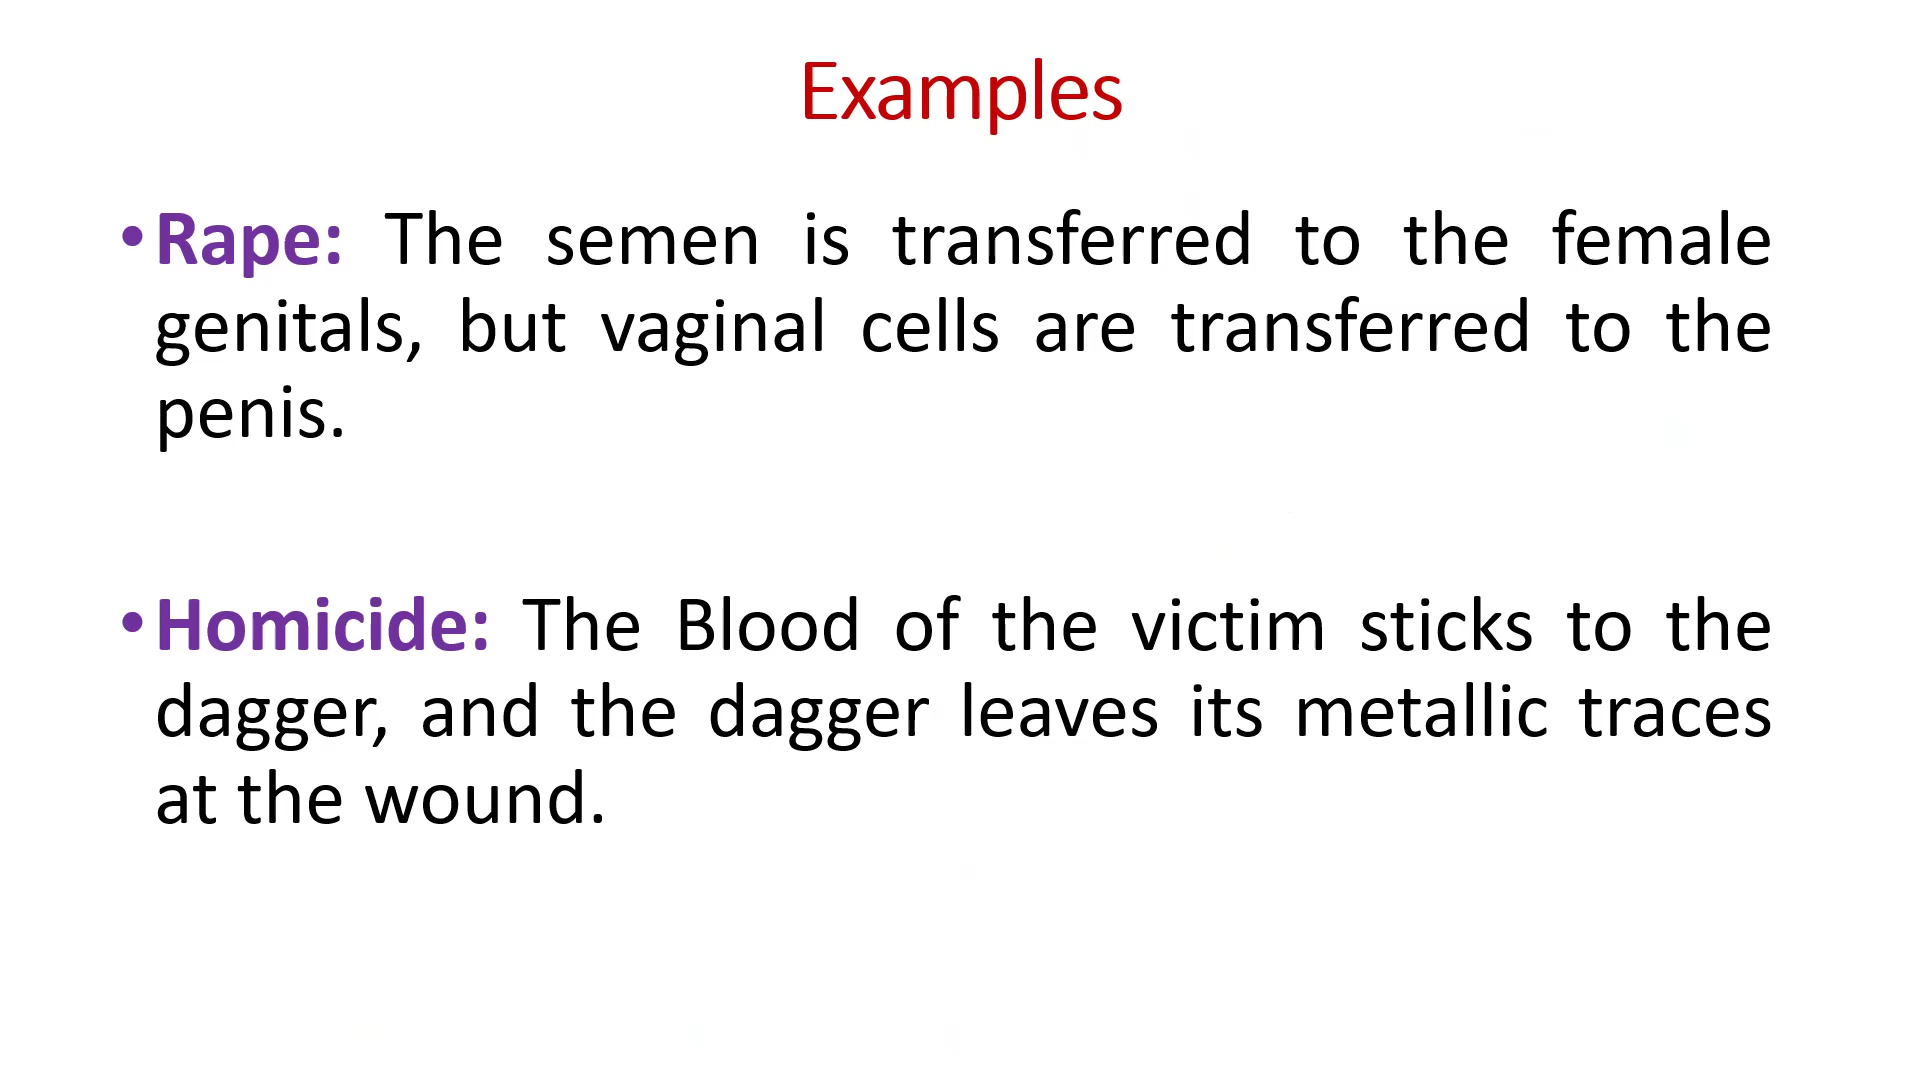 Examples
•Rape: The semen is transferred to the female
genitals, but vaginal cells are transferred to the
penis.
•Homicide: The Blood of the victim sticks to the
dagger, and the dagger leaves its metallic traces
at the wound.